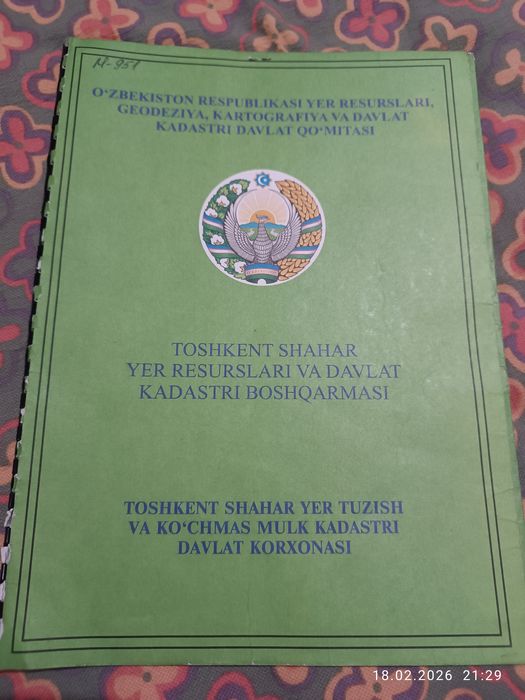 M-951
O‘ZBEKISTON RESPUBLIKASI YER RESURSLARI,
GEODEZIYA, KARTOGRAFIYA VA DAVLAT
KADASTRI DAVLAT QO‘MITASI
TOSHKENT SHAHAR
YER RESURSLARI VA DAVLAT
KADASTRI BOSHQARMASI
TOSHKENT SHAHAR YER TUZISH
VA KO‘CHMAS MULK KADASTRI
DAVLAT KORXONASI
18.02.2026 21:29